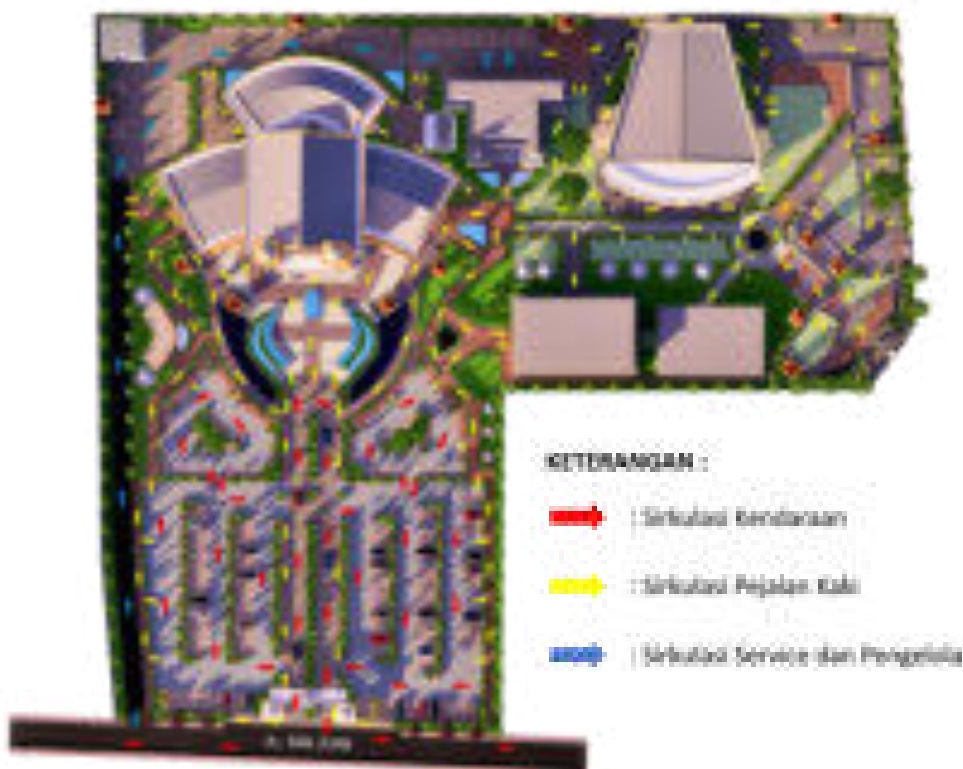 KETERANGAN :
: Sirkulasi Kendaraan
: Sirkulasi Pejalan Kaki
: Sirkulasi Service dan Pengelola